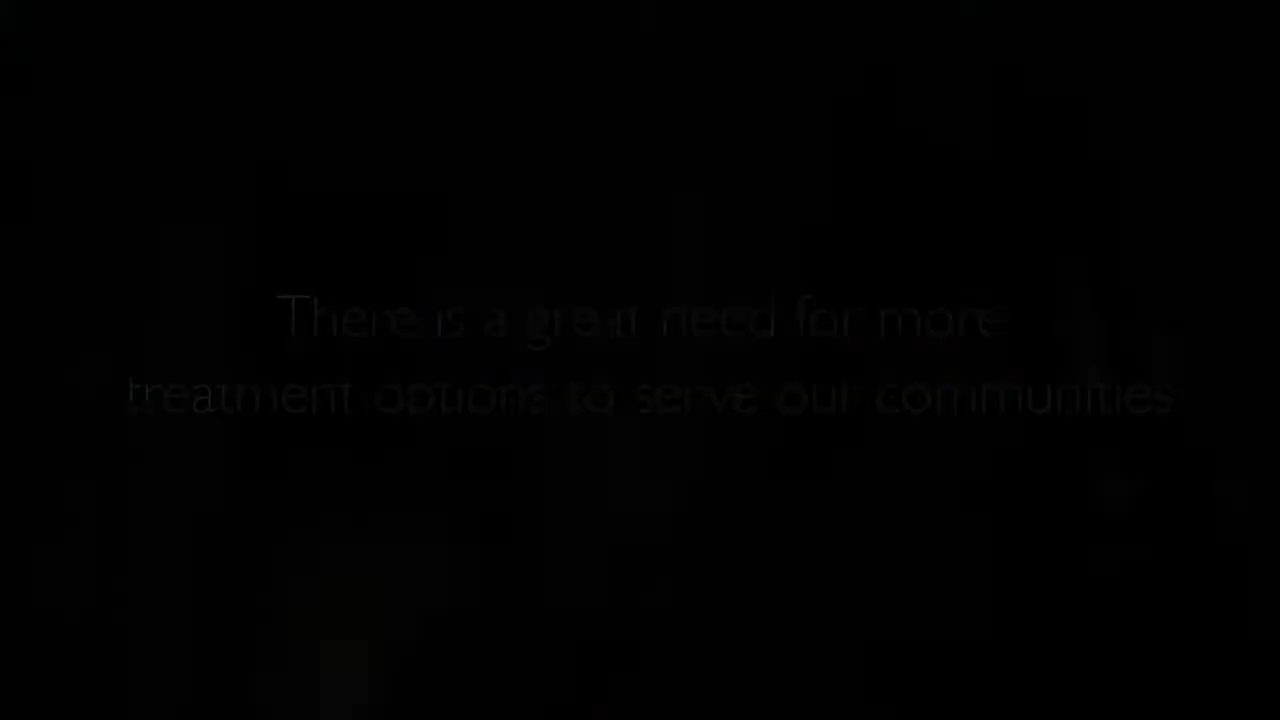 There is a great need for more
treatment options to serve our communities